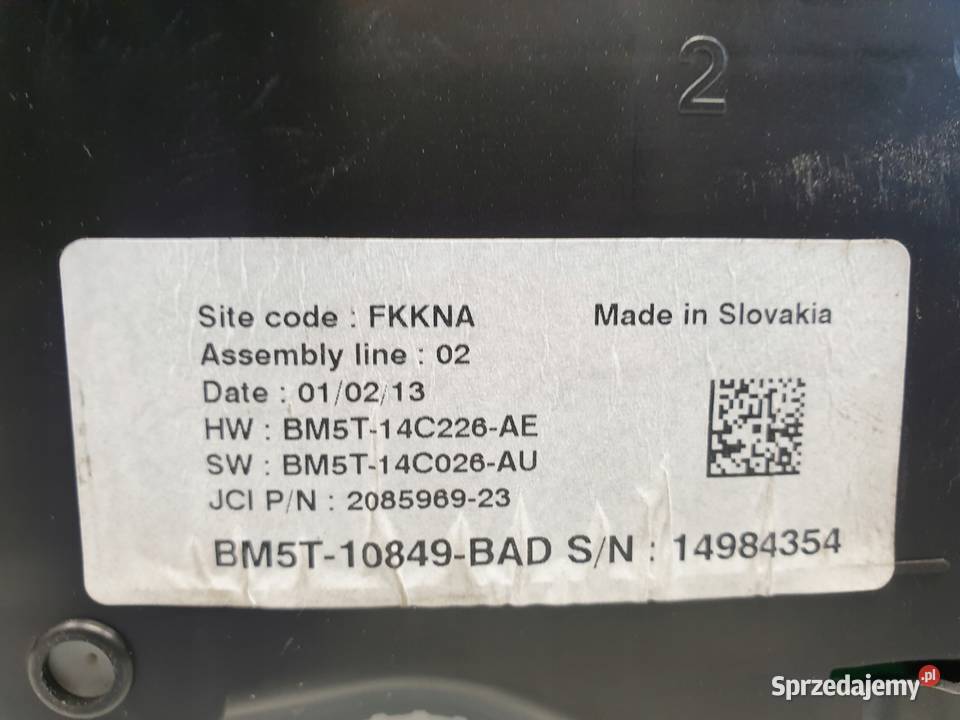 2
Site code : FKKNA
Made in Slovakia
Assembly line : 02
Date : 01/02/13
HW : BM5T-14C226-AE
SW : BM5T-14C026-AU
JCI P/N : 2085969-23
BM5T-10849-BAD S/N : 14984354
Sprzedajemy.pl